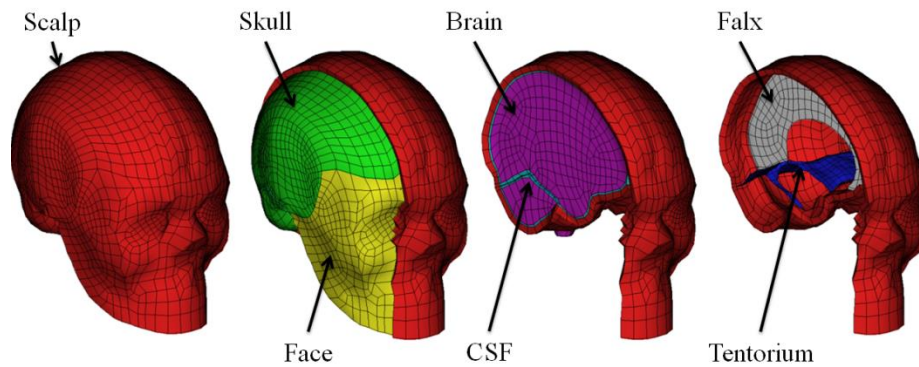 Scalp
Skull
Brain
Falx
Face
CSF
Tentorium